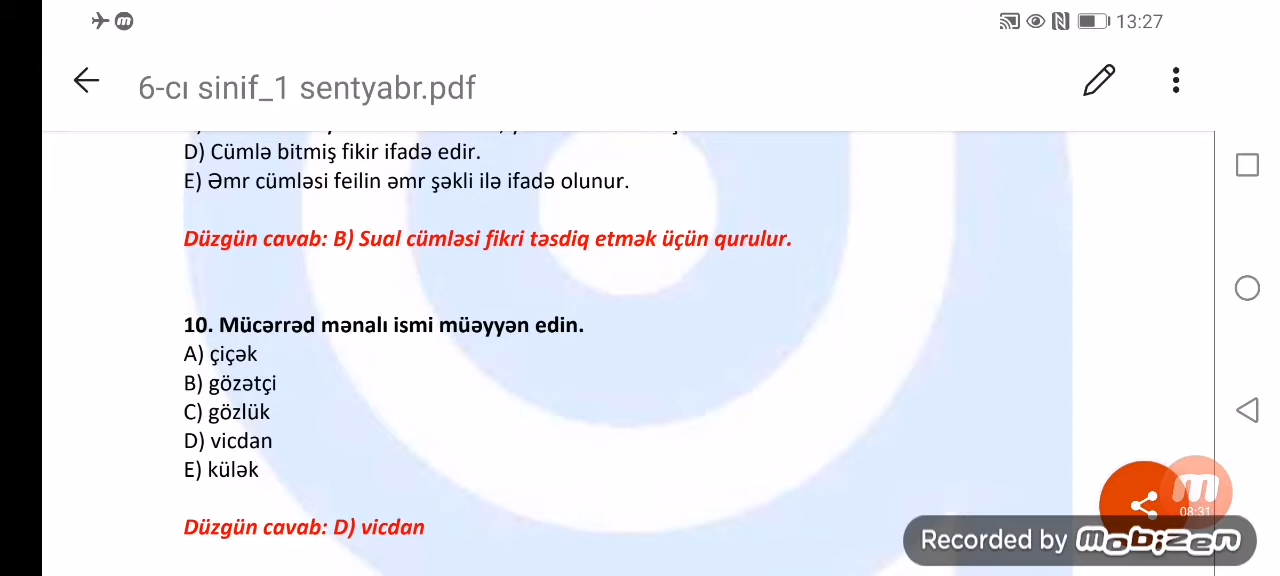 13:27
6-cı sinif_1 sentyabr.pdf
D) Cümlə bitmiş fikir ifadə edir.
E) Əmr cümləsi feilin əmr şəkli ilə ifadə olunur.
Düzgün cavab: B) Sual cümləsi fikri təsdiq etmək üçün qurulur.
10. Mücərrəd mənalı ismi müəyyən edin.
A) çiçək
B) gözətçi
C) gözlük
D) vicdan
E) külək
Düzgün cavab: D) vicdan
08:31
Recorded by mobizen